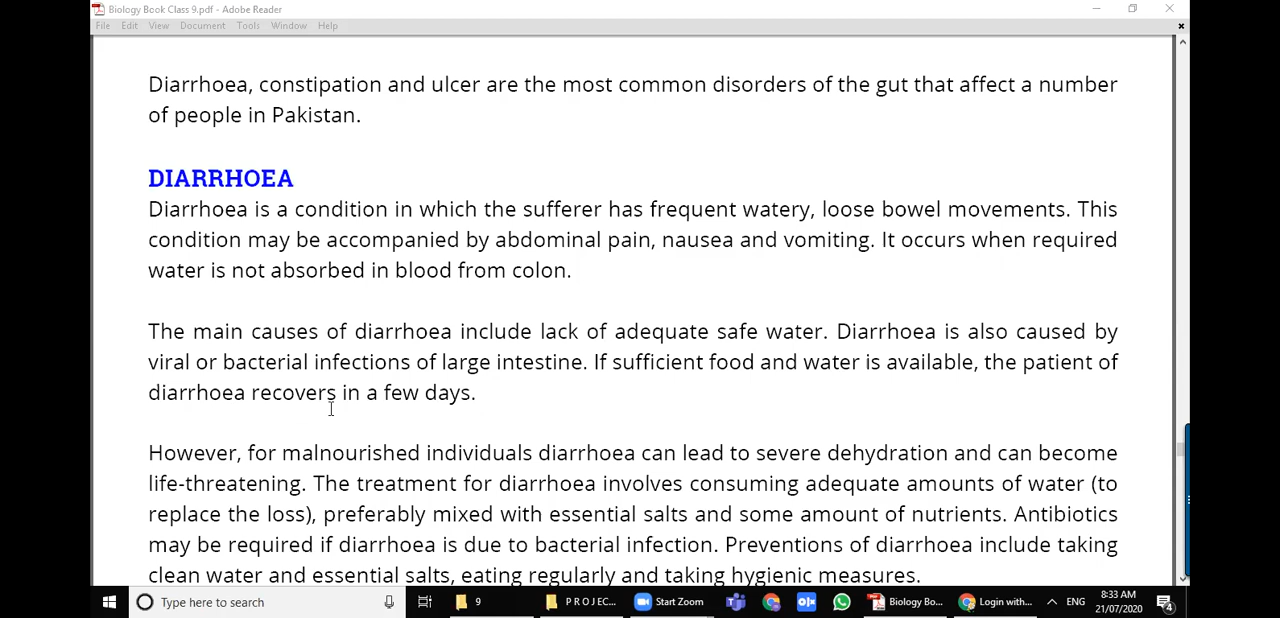 Biology Book Class 9.pdf - Adobe Reader
File Edit View Document Tools Window Help
Diarrhoea, constipation and ulcer are the most common disorders of the gut that affect a number
of people in Pakistan.
DIARRHOEA
Diarrhoea is a condition in which the sufferer has frequent watery, loose bowel movements. This
condition may be accompanied by abdominal pain, nausea and vomiting. It occurs when required
water is not absorbed in blood from colon.
The main causes of diarrhoea include lack of adequate safe water. Diarrhoea is also caused by
viral or bacterial infections of large intestine. If sufficient food and water is available, the patient of
diarrhoea recovers in a few days.
However, for malnourished individuals diarrhoea can lead to severe dehydration and can become
life-threatening. The treatment for diarrhoea involves consuming adequate amounts of water (to
replace the loss), preferably mixed with essential salts and some amount of nutrients. Antibiotics
may be required if diarrhoea is due to bacterial infection. Preventions of diarrhoea include taking
clean water and essential salts, eating regularly and taking hygienic measures.
Type here to search 9 P R O J EC... Start Zoom Biology Bo... Login with... ENG 8:33 AM
21/07/2020 4